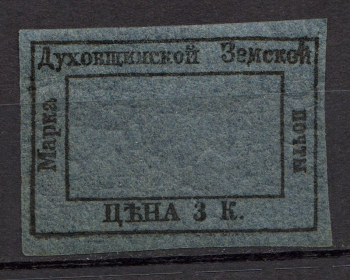 Духовщинской Земской
Марка
почты
ЦѢНА 3 К.